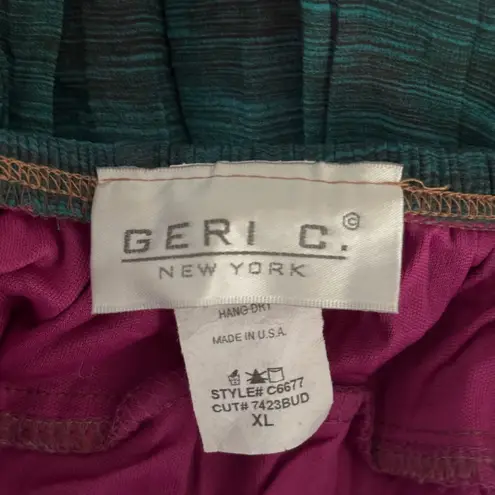 GERI C.©
NEW YORK
HANG-DRY
MADE IN U.S.A.
STYLE# C6677
CUT# 7423BUD
XL